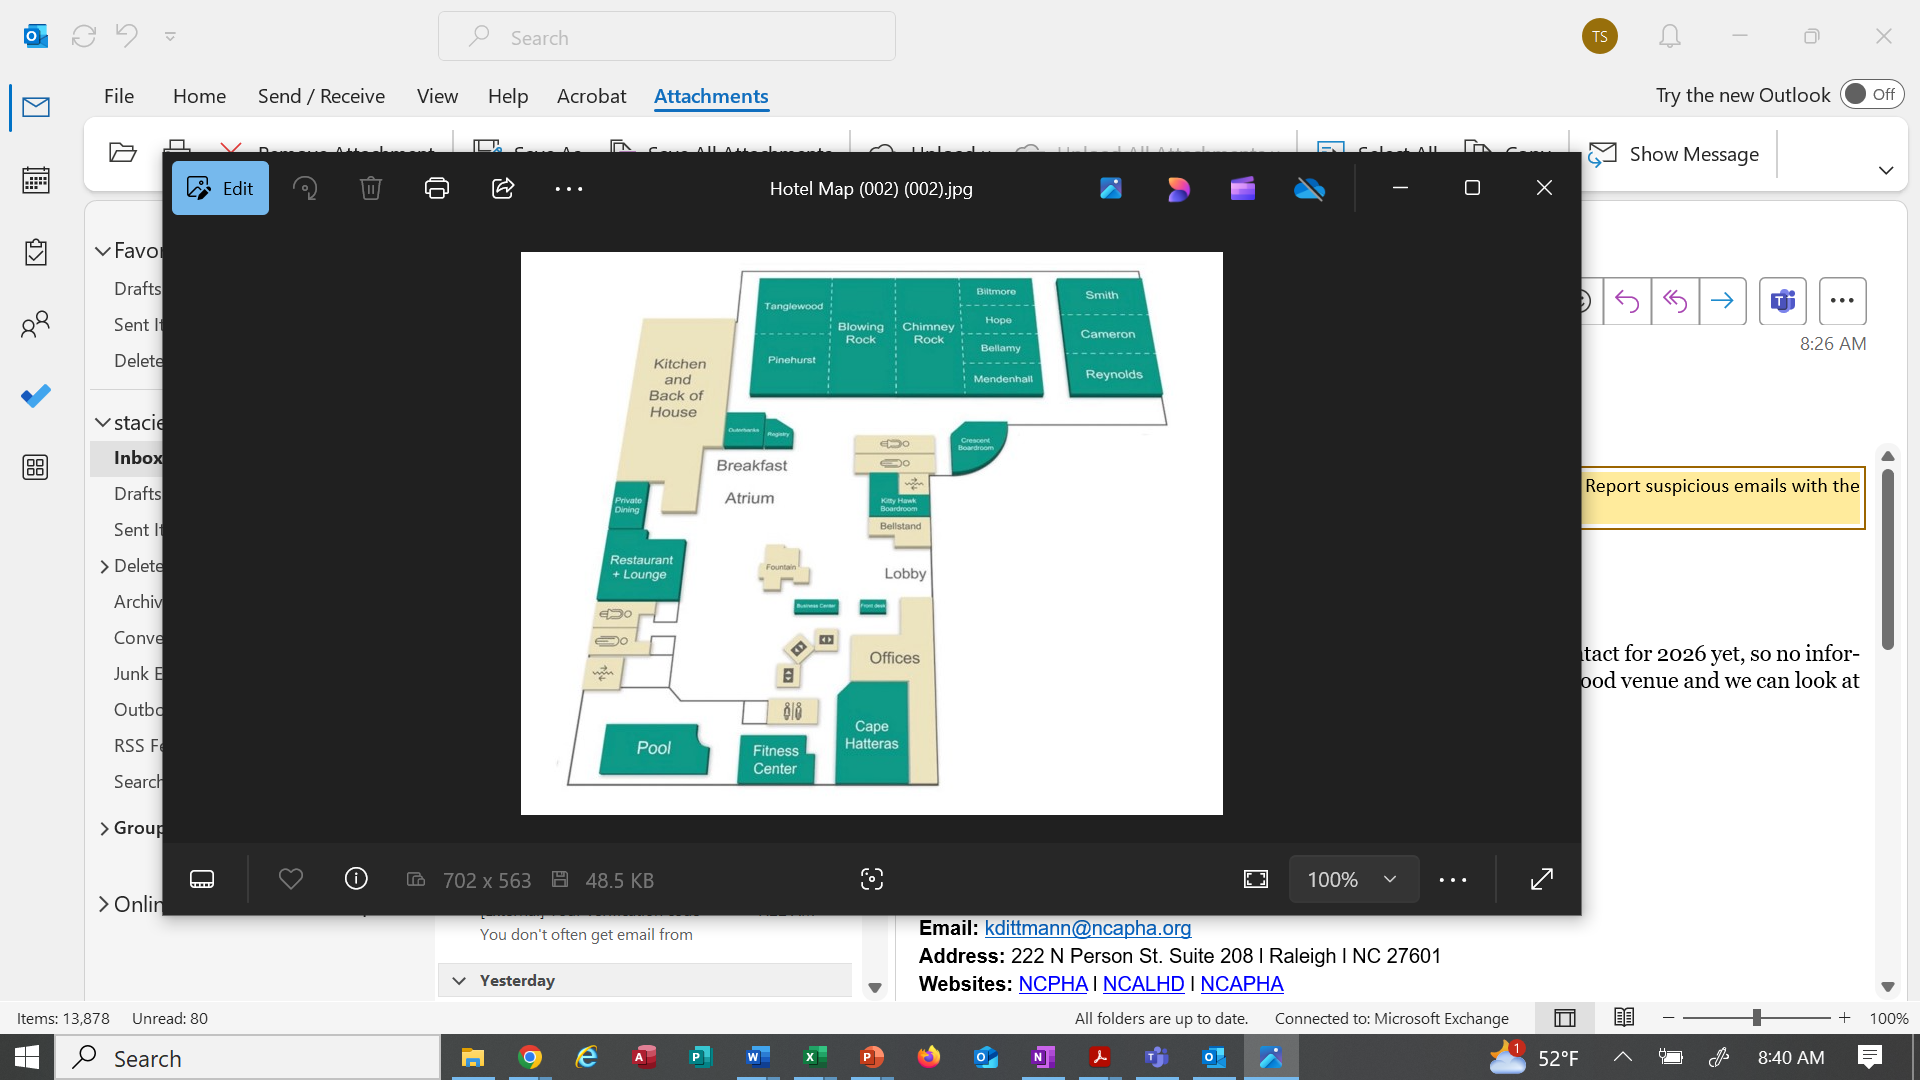 Search
TS
File
Home
Send / Receive
View
Help
Acrobat
Attachments
Try the new Outlook
Off
Show Message
Edit
Hotel Map (002) (002).jpg
Favor
Drafts
Sent It
Delete
stacie
Inbox
Drafts
Sent It
Delete
Archiv
Conve
Junk E
Outbo
RSS Fe
Search
Group
Onlin
8:26 AM
Report suspicious emails with the
ntact for 2026 yet, so no infor-
ood venue and we can look at
Tanglewood
Pinehurst
Blowing
Rock
Chimney
Rock
Biltmore
Hope
Bellamy
Mendenhall
Smith
Cameron
Reynolds
Kitchen
and
Back of
House
Outerbanks
Registry
Breakfast
Atrium
Crescent
Boardroom
Kitty Hawk
Boardroom
Bellstand
Private
Dining
Restaurant
+ Lounge
Fountain
Lobby
Business Center
Front desk
Offices
Cape
Hatteras
Pool
Fitness
Center
702 x 563
48.5 KB
100%
You don't often get email from
Yesterday
Email: kdittmann@ncapha.org
Address: 222 N Person St. Suite 208 l Raleigh l NC 27601
Websites: NCPHA l NCALHD l NCAPHA
Items: 13,878
Unread: 80
All folders are up to date.
Connected to: Microsoft Exchange
100%
Search
1
52°F
8:40 AM